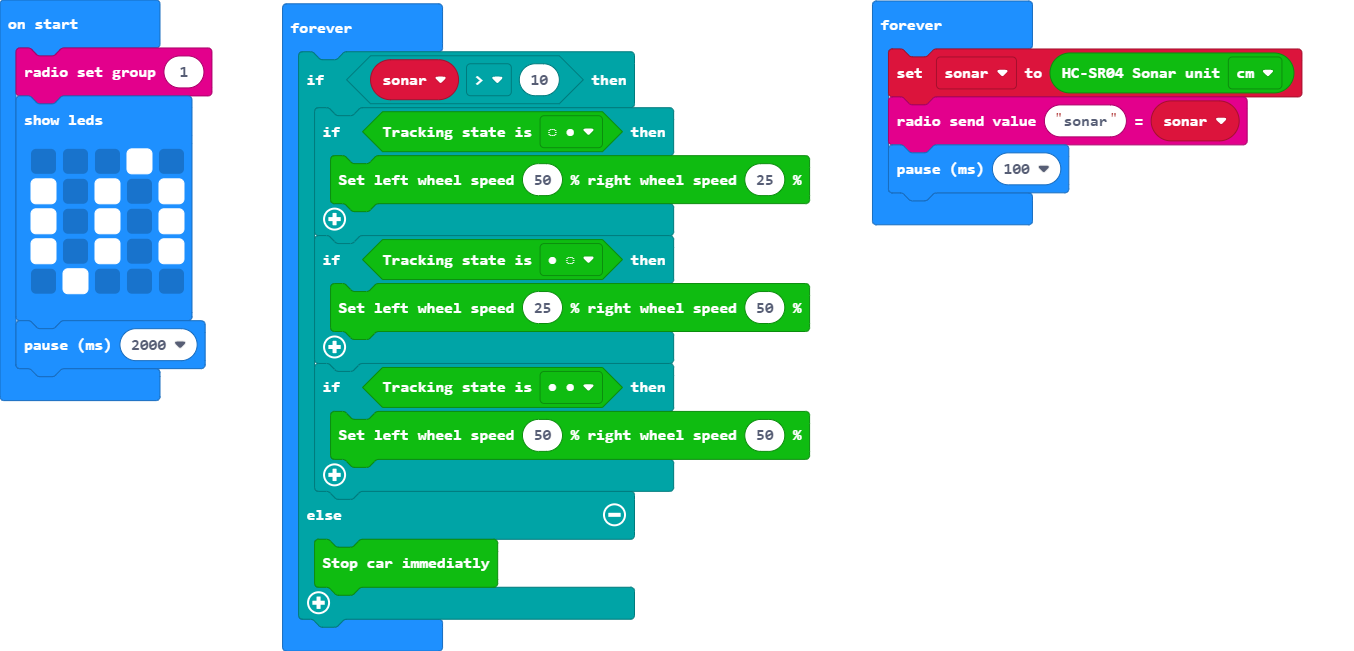 on start
radio set group 1
show leds
pause (ms) 2000
forever
if sonar > 10 then
if Tracking state is then
Set left wheel speed 50 % right wheel speed 25 %
if Tracking state is then
Set left wheel speed 25 % right wheel speed 50 %
if Tracking state is then
Set left wheel speed 50 % right wheel speed 50 %
else
Stop car immediatly
forever
set sonar to HC-SR04 Sonar unit cm
radio send value "sonar" = sonar
pause (ms) 100